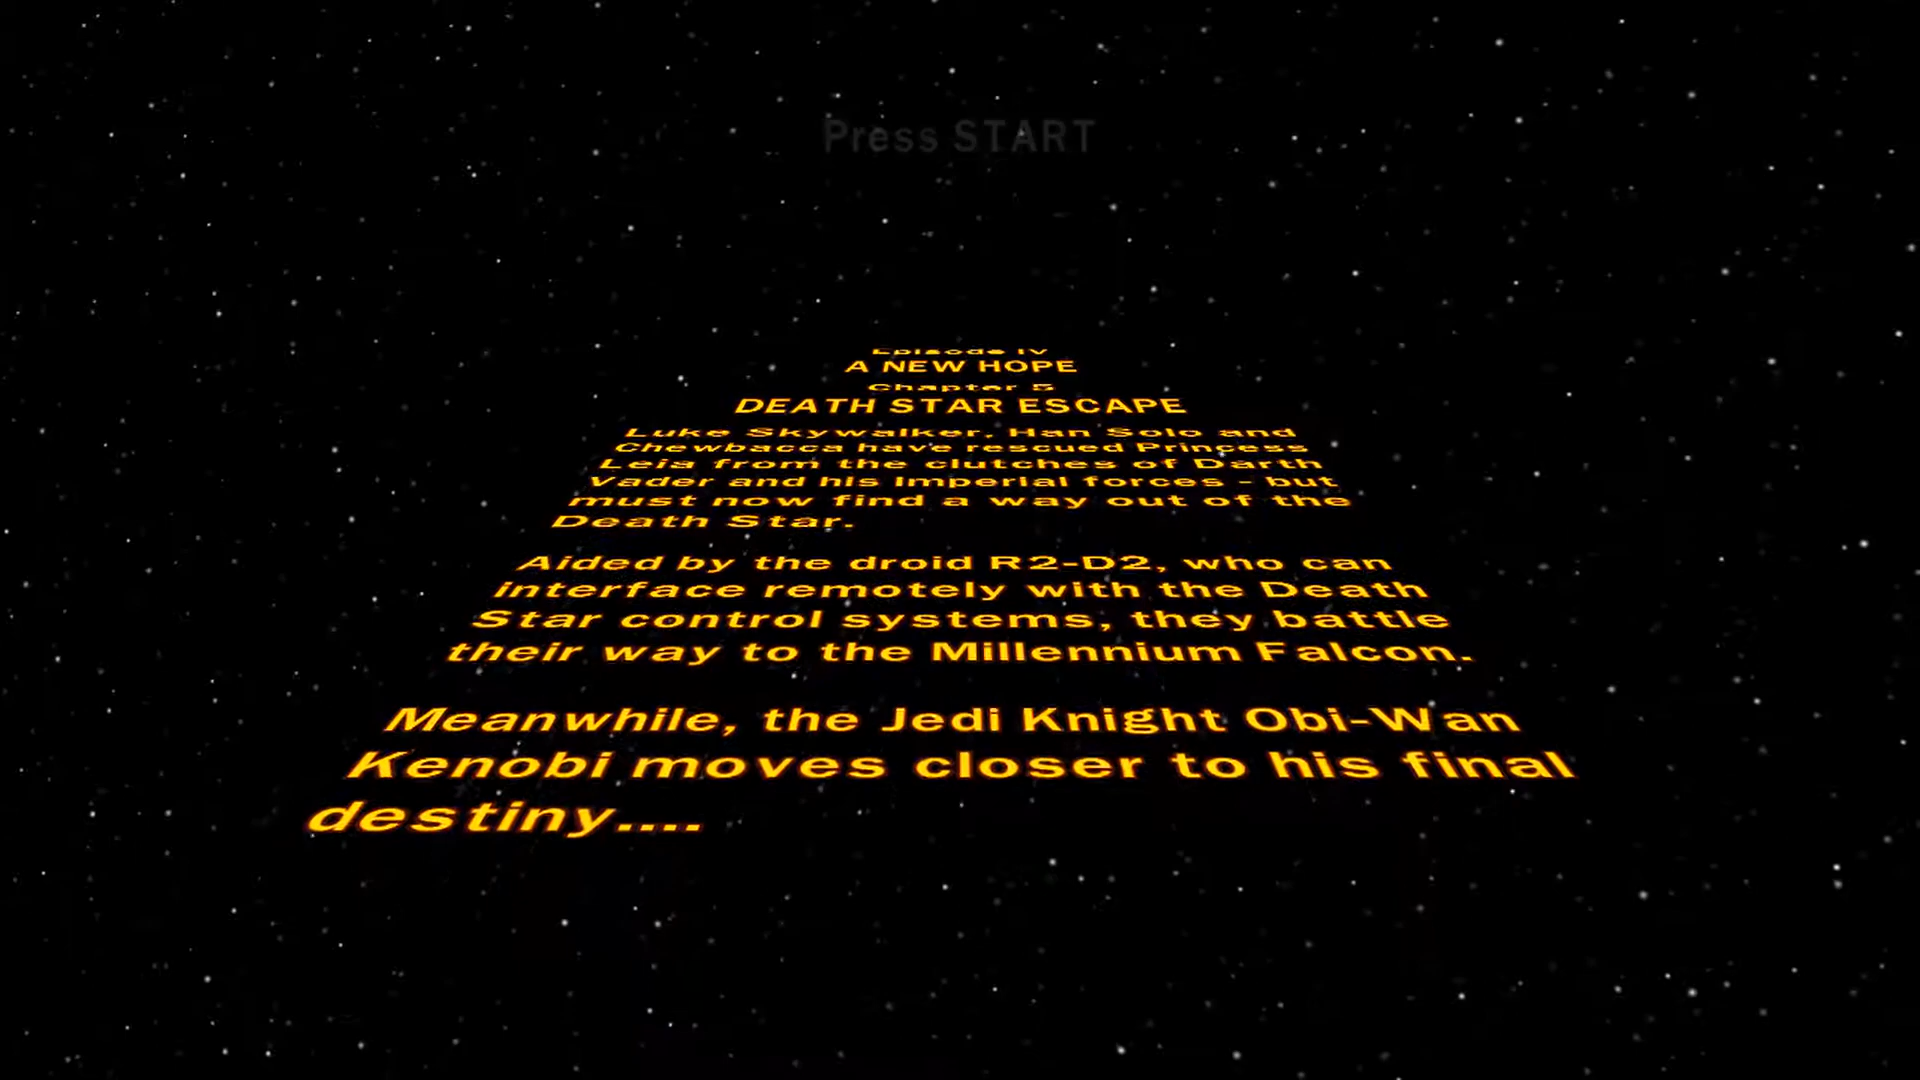 Press START
Episode IV
A NEW HOPE
Chapter 5
DEATH STAR ESCAPE
Luke Skywalker, Han Solo and
Chewbacca have rescued Princess
Leia from the clutches of Darth
Vader and his Imperial forces - but
must now find a way out of the
Death Star.
Aided by the droid R2-D2, who can
interface remotely with the Death
Star control systems, they battle
their way to the Millennium Falcon.
Meanwhile, the Jedi Knight Obi-Wan
Kenobi moves closer to his final
destiny....